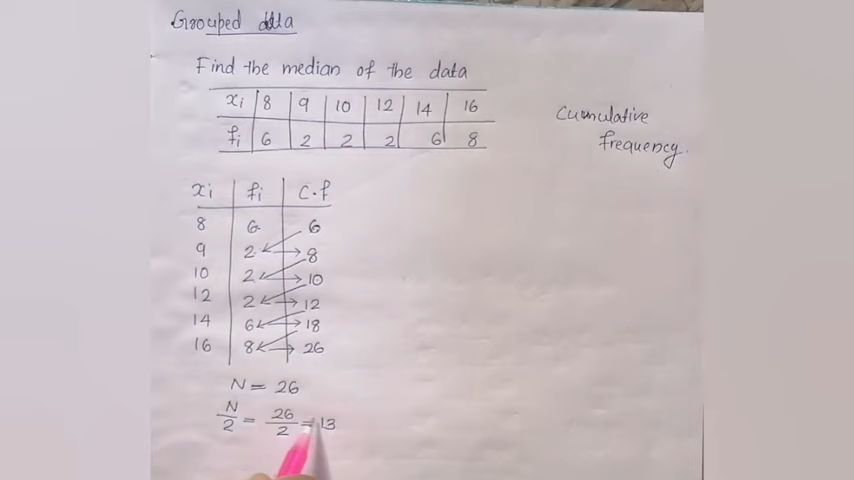 Grouped data
Find the median of the data
xi 8 9 10 12 14 16
fi 6 2 2 2 6 8
Cumulative
frequency.
xi fi C.f
8 6 6
9 2 8
10 2 10
12 2 12
14 6 18
16 8 26
N = 26
N/2 = 26/2 = 13